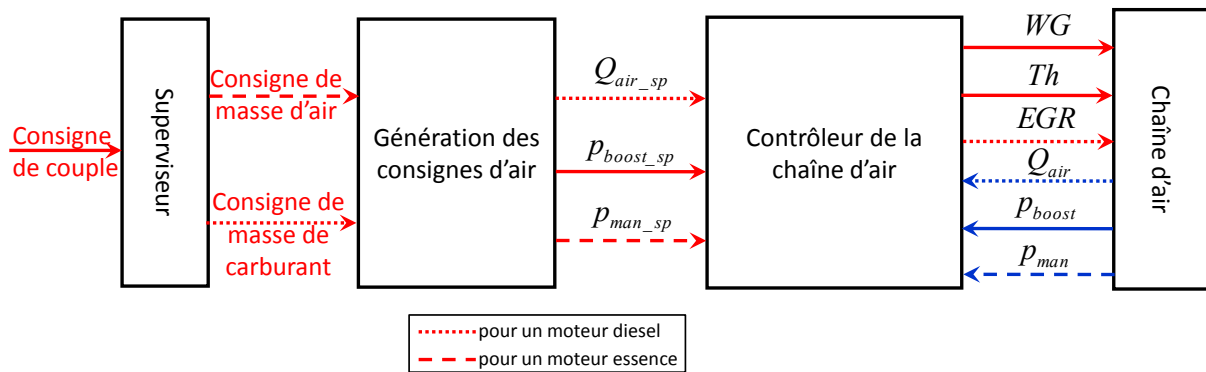 Consigne
de couple
Superviseur
Consigne de
masse d'air
Consigne de
masse de
carburant
Génération des
consignes d'air
Q_air_sp
p_boost_sp
p_man_sp
Contrôleur de la
chaîne d'air
WG
Th
EGR
Q_air
p_boost
p_man
Chaîne d'air
pour un moteur diesel
pour un moteur essence